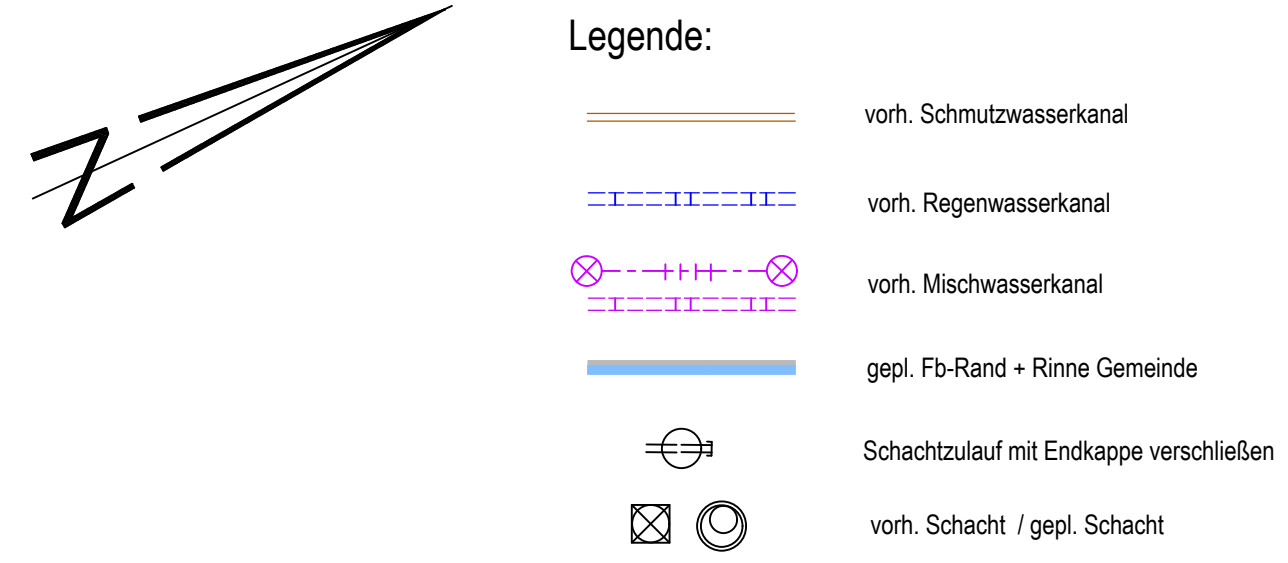 Legende:
vorh. Schmutzwasserkanal
vorh. Regenwasserkanal
vorh. Mischwasserkanal
gepl. Fb-Rand + Rinne Gemeinde
Schachtzulauf mit Endkappe verschließen
vorh. Schacht / gepl. Schacht